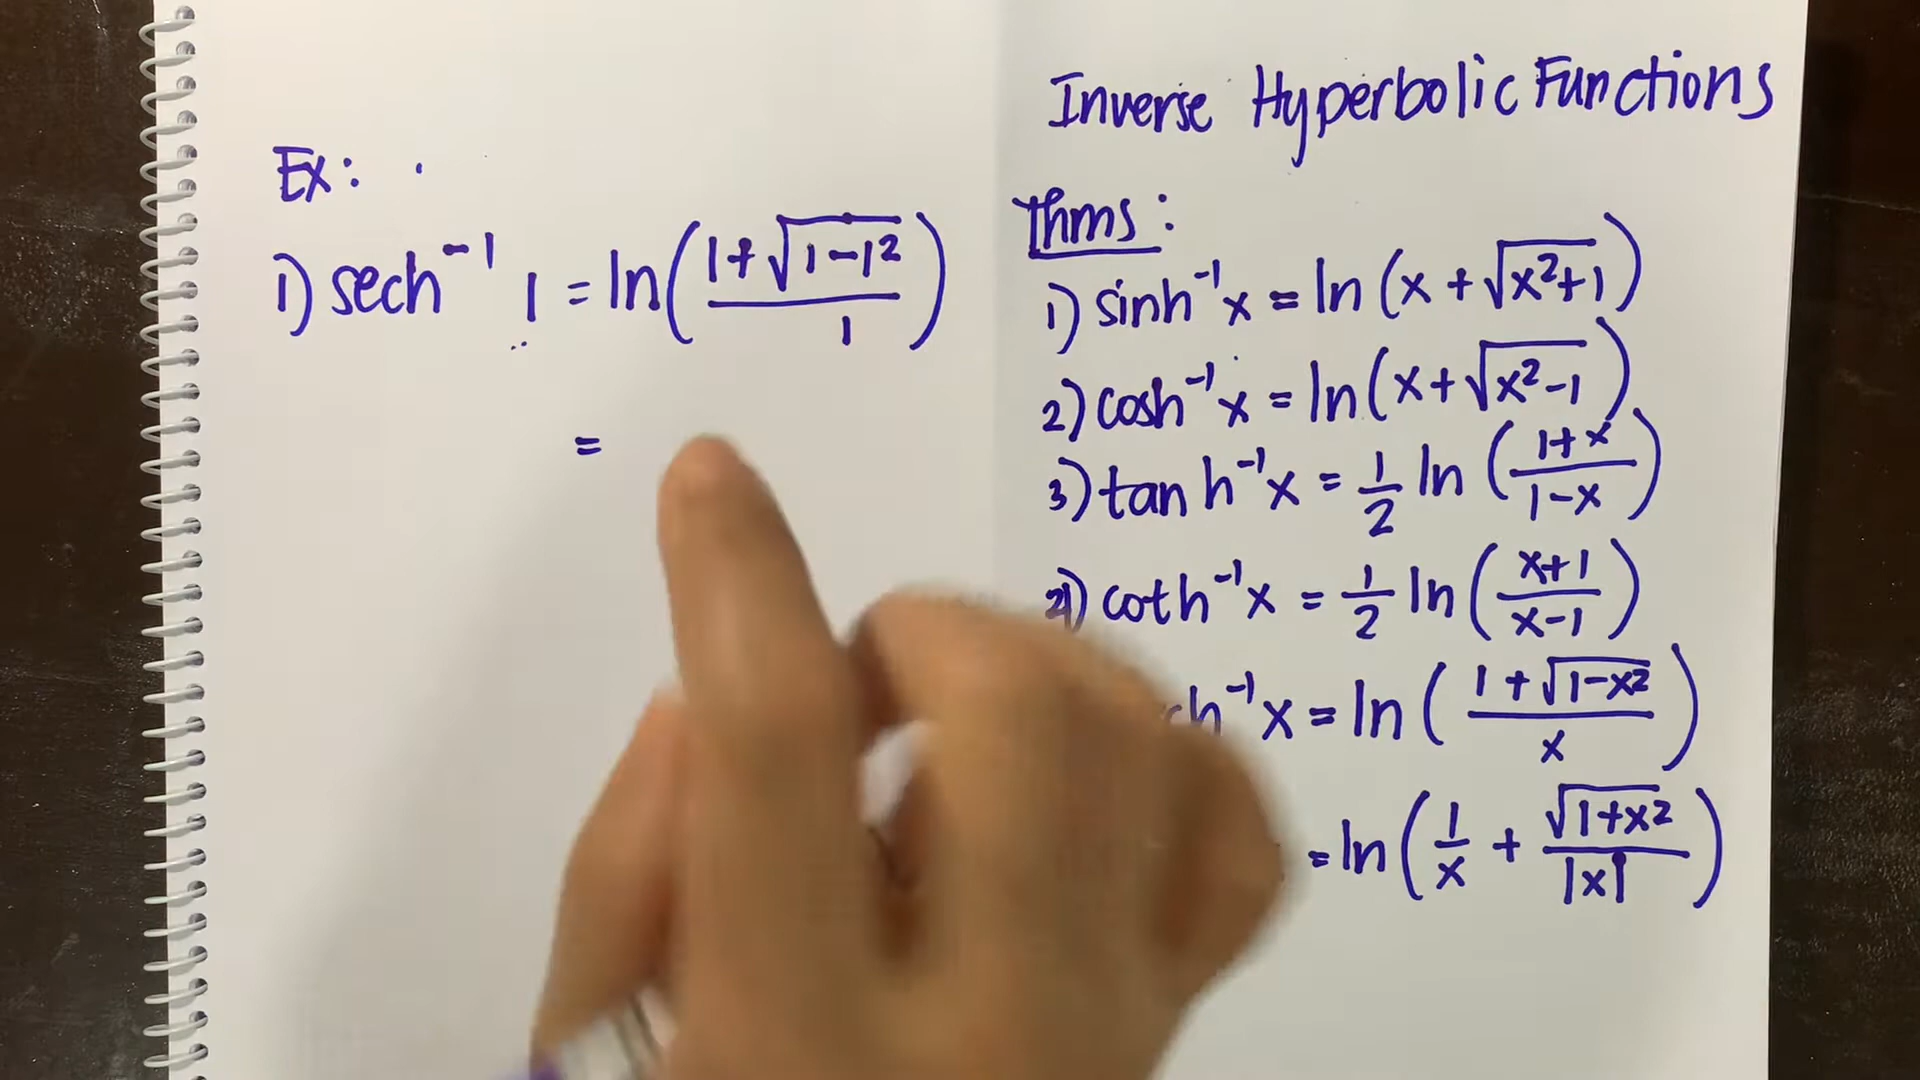 Ex:
1) sech⁻¹ 1 = ln(1+√1-1² / 1)
=
Inverse Hyperbolic Functions
Thms:
1) sinh⁻¹x = ln (x + √x²+1)
2) cosh⁻¹x = ln (x + √x²-1)
3) tanh⁻¹x = 1/2 ln (1+x / 1-x)
4) coth⁻¹x = 1/2 ln (x+1 / x-1)
h⁻¹x = ln (1 + √1-x² / x)
= ln (1/x + √1+x² / |x|)